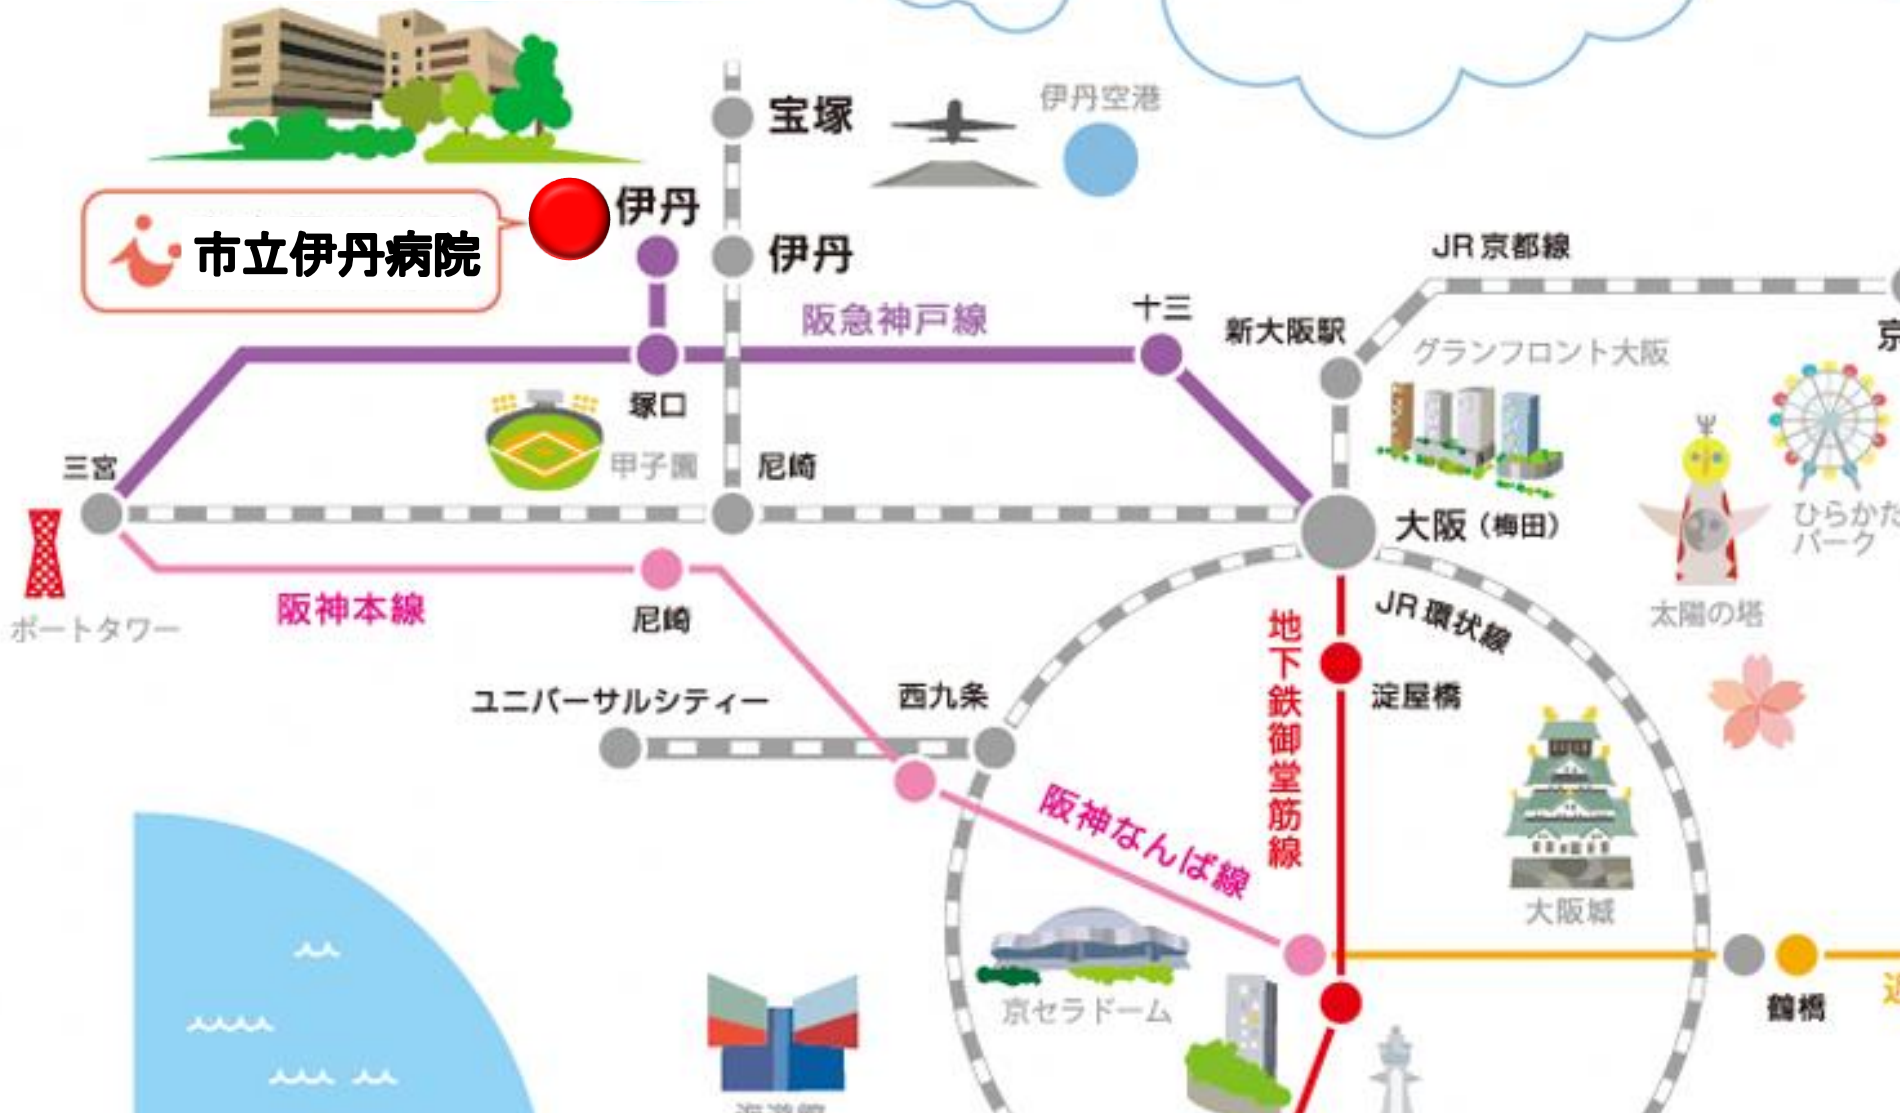 宝塚
伊丹空港
伊丹
市立伊丹病院
伊丹
JR京都線
阪急神戸線
十三
新大阪駅
グランフロント大阪
塚口
三宮
甲子園
尼崎
大阪（梅田）
ひらかた
パーク
ポートタワー
阪神本線
尼崎
地下鉄御堂筋線
JR環状線
太陽の塔
ユニバーサルシティー
西九条
淀屋橋
阪神なんば線
大阪城
京セラドーム
鶴橋